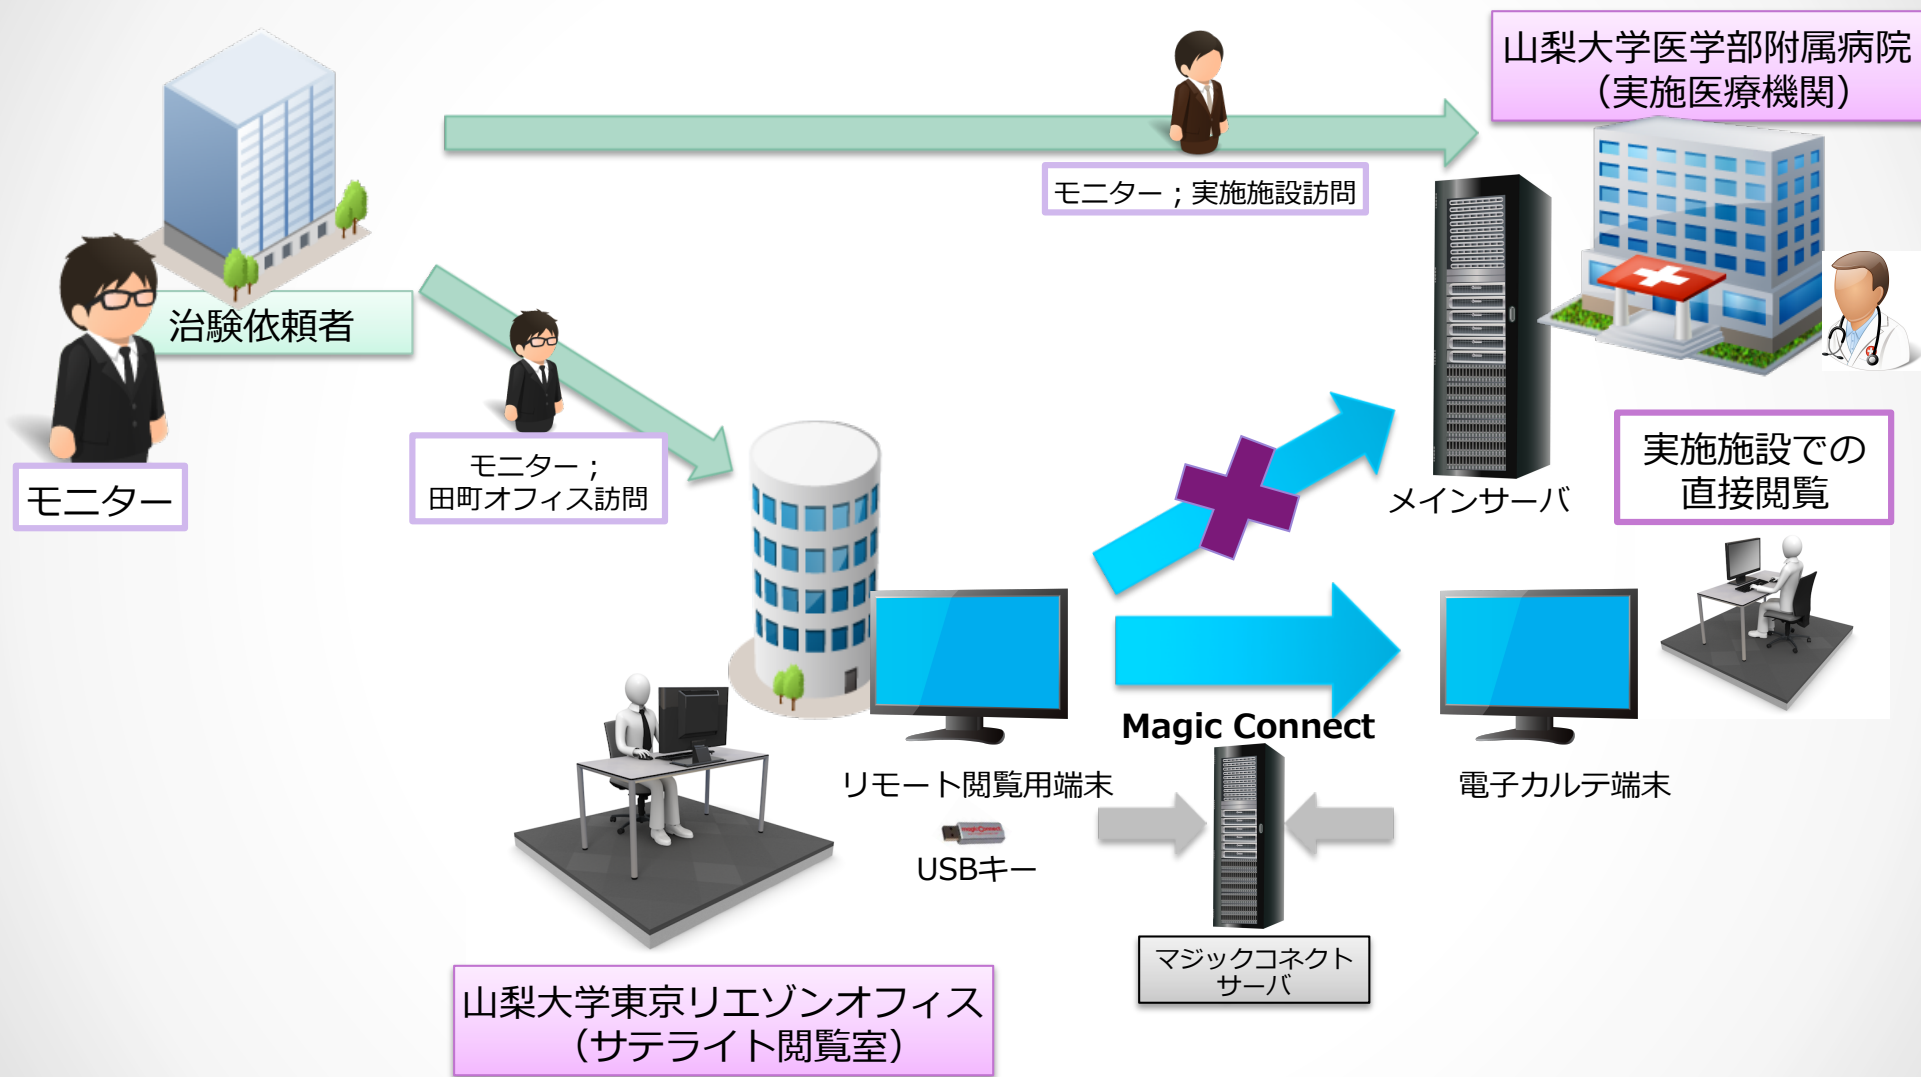 山梨大学医学部附属病院
（実施医療機関）
モニター；実施施設訪問
治験依頼者
モニター
モニター；
田町オフィス訪問
メインサーバ
実施施設での
直接閲覧
Magic Connect
リモート閲覧用端末
電子カルテ端末
MagicConnect
USBキー
マジックコネクト
サーバ
山梨大学東京リエゾンオフィス
（サテライト閲覧室）